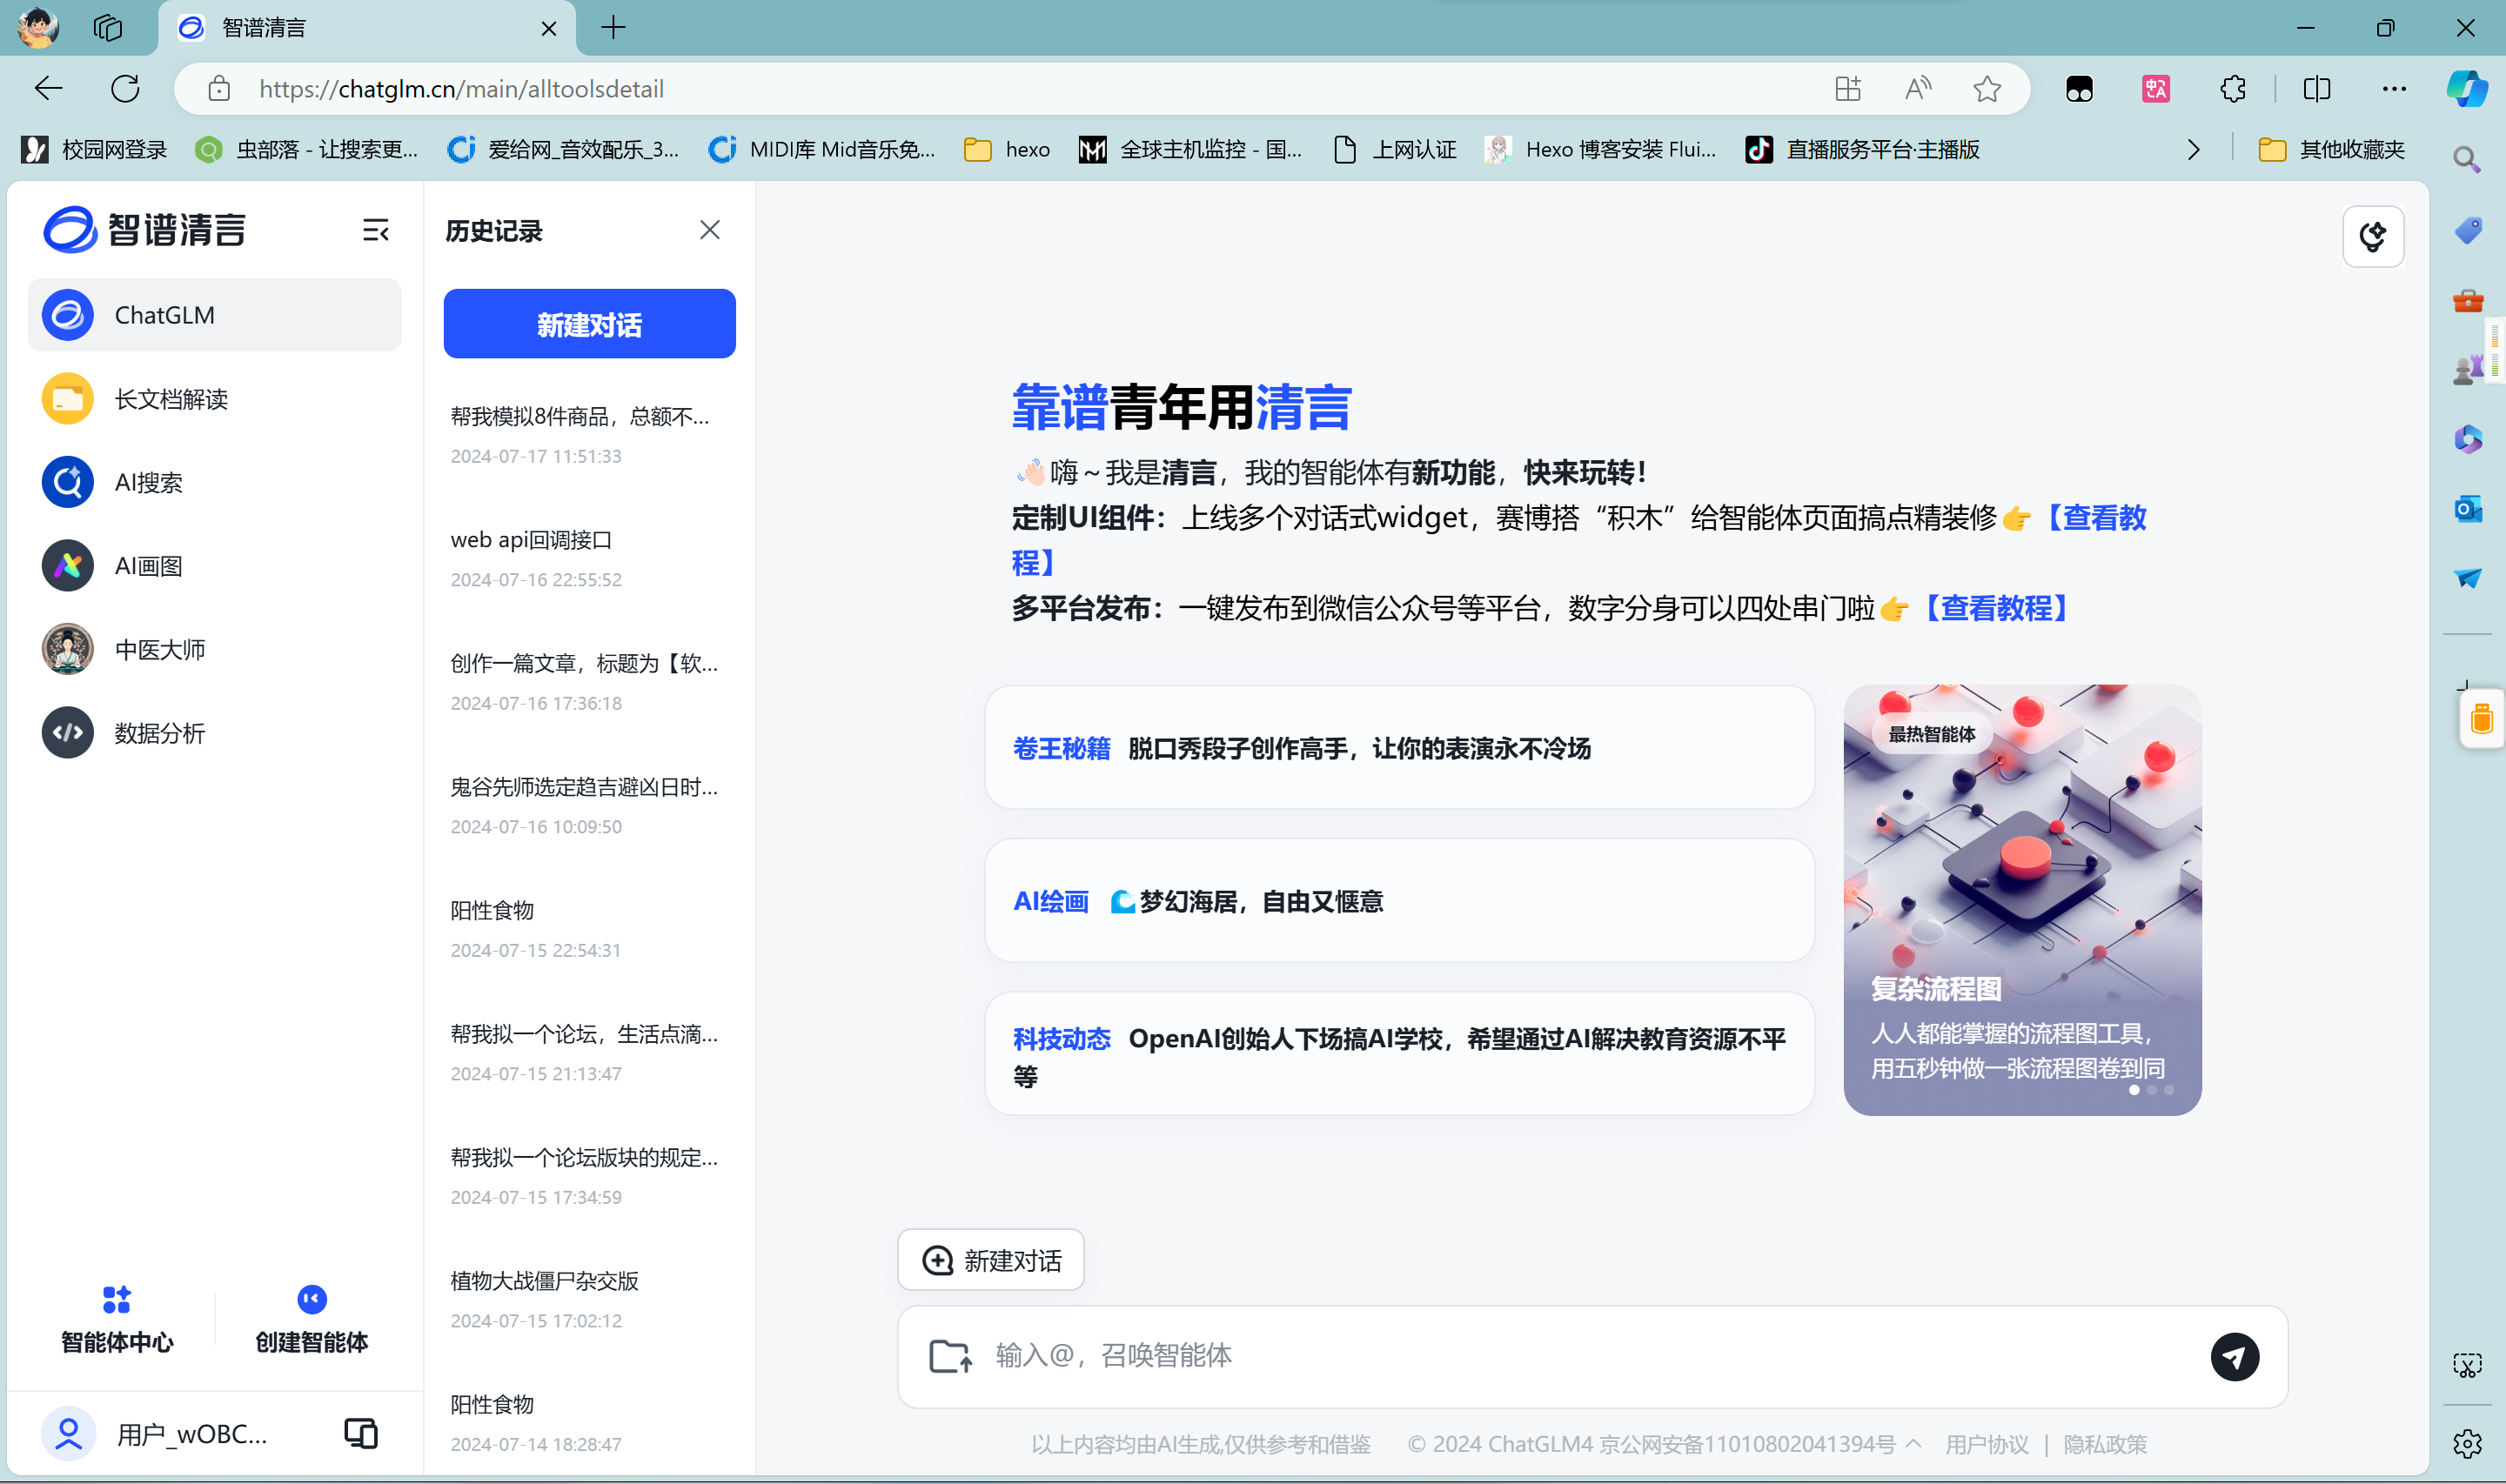 智谱清言
https://chatglm.cn/main/alltoolsdetail
校园网登录
虫部落 - 让搜索更...
爱给网_音效配乐_3...
MIDI库 Mid音乐免...
hexo
全球主机监控 - 国...
上网认证
Hexo 博客安装 Flui...
直播服务平台·主播版
其他收藏夹
智谱清言
ChatGLM
长文档解读
AI搜索
AI画图
中医大师
数据分析
智能体中心
创建智能体
用户_wOBC...
历史记录
新建对话
帮我模拟8件商品，总额不...
2024-07-17 11:51:33
web api回调接口
2024-07-16 22:55:52
创作一篇文章，标题为【软...
2024-07-16 17:36:18
鬼谷先师选定趋吉避凶日时...
2024-07-16 10:09:50
阳性食物
2024-07-15 22:54:31
帮我拟一个论坛，生活点滴...
2024-07-15 21:13:47
帮我拟一个论坛版块的规定...
2024-07-15 17:34:59
植物大战僵尸杂交版
2024-07-15 17:02:12
阳性食物
2024-07-14 18:28:47
靠谱青年用清言
👋🏻嗨～我是清言，我的智能体有新功能，快来玩转！
定制UI组件：上线多个对话式widget，赛博搭“积木”给智能体页面搞点精装修👉【查看教
程】
多平台发布：一键发布到微信公众号等平台，数字分身可以四处串门啦👉【查看教程】
卷王秘籍 脱口秀段子创作高手，让你的表演永不冷场
AI绘画 🌊梦幻海居，自由又惬意
科技动态 OpenAI创始人下场搞AI学校，希望通过AI解决教育资源不平
等
最热智能体
复杂流程图
人人都能掌握的流程图工具，
用五秒钟做一张流程图卷到同
新建对话
输入@，召唤智能体
以上内容均由AI生成,仅供参考和借鉴 © 2024 ChatGLM4 京公网安备11010802041394号 用户协议 | 隐私政策